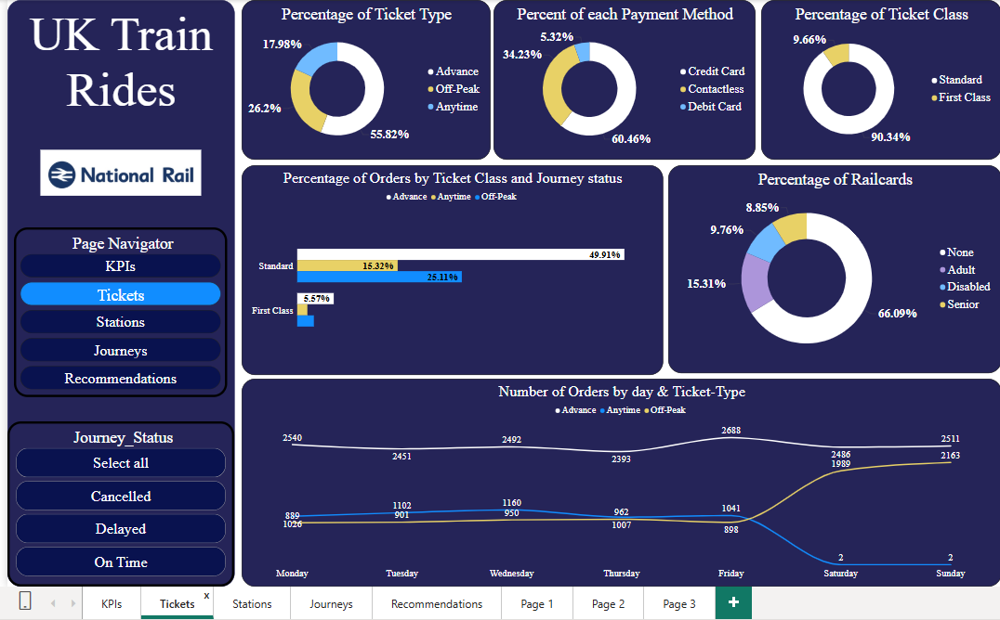 UK Train
Rides
National Rail
Page Navigator
KPIs
Tickets
Stations
Journeys
Recommendations
Journey_Status
Select all
Cancelled
Delayed
On Time
Percentage of Ticket Type
17.98%
26.2%
55.82%
Advance
Off-Peak
Anytime
Percent of each Payment Method
5.32%
34.23%
60.46%
Credit Card
Contactless
Debit Card
Percentage of Ticket Class
9.66%
90.34%
Standard
First Class
Percentage of Orders by Ticket Class and Journey status
Advance Anytime Off-Peak
Standard
49.91%
15.32%
25.11%
First Class
5.57%
Percentage of Railcards
8.85%
9.76%
15.31%
66.09%
None
Adult
Disabled
Senior
Number of Orders by day & Ticket-Type
Advance Anytime Off-Peak
2540 2451 2492 2393 2688 2486 2511
1989 2163
889 1102 1160 962 1041 2 2
1026 901 950 1007 898
Monday Tuesday Wednesday Thursday Friday Saturday Sunday
KPIs Tickets x Stations Journeys Recommendations Page 1 Page 2 Page 3 +